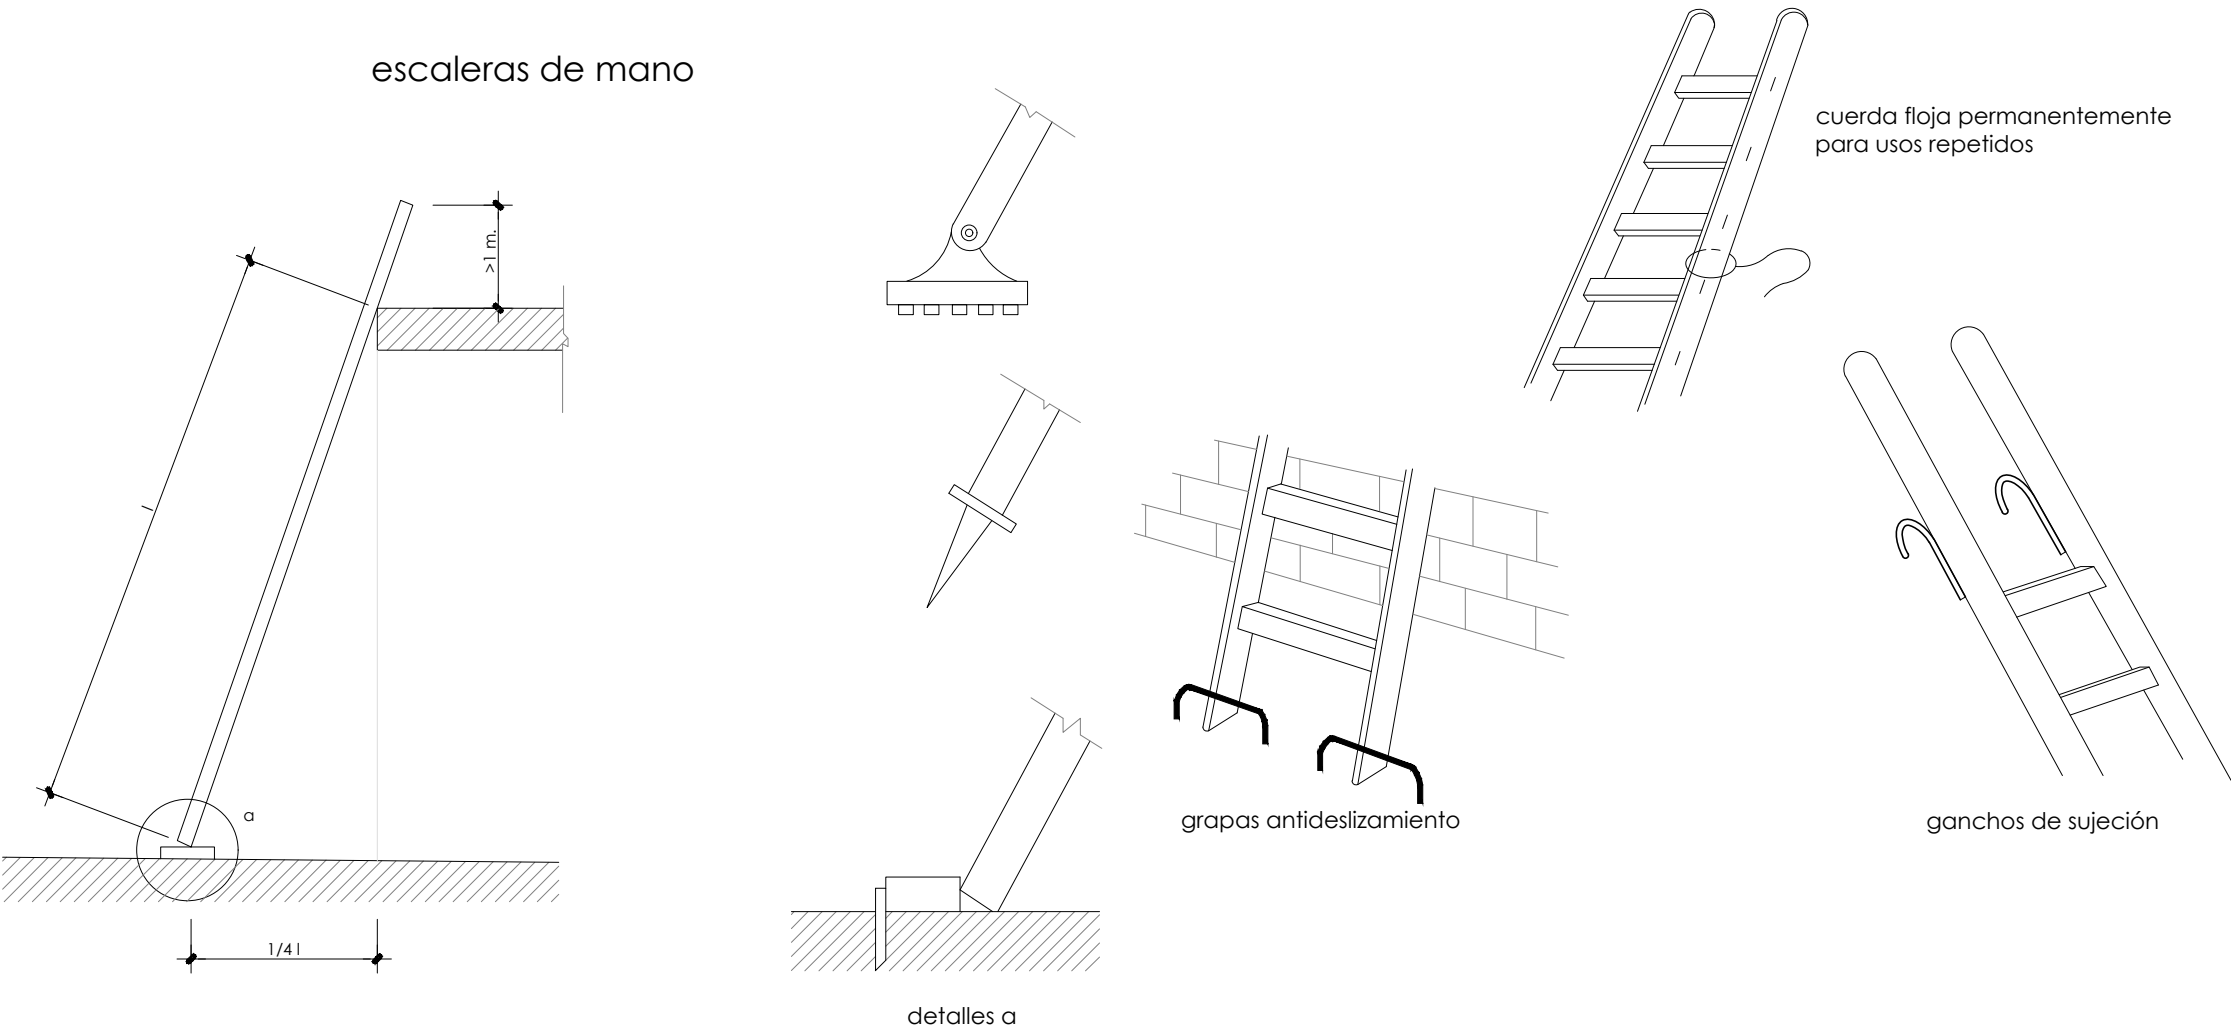 escaleras de mano
cuerda floja permanentemente
para usos repetidos
>1 m.
l
a
1/4 l
grapas antideslizamiento
ganchos de sujeción
detalles a